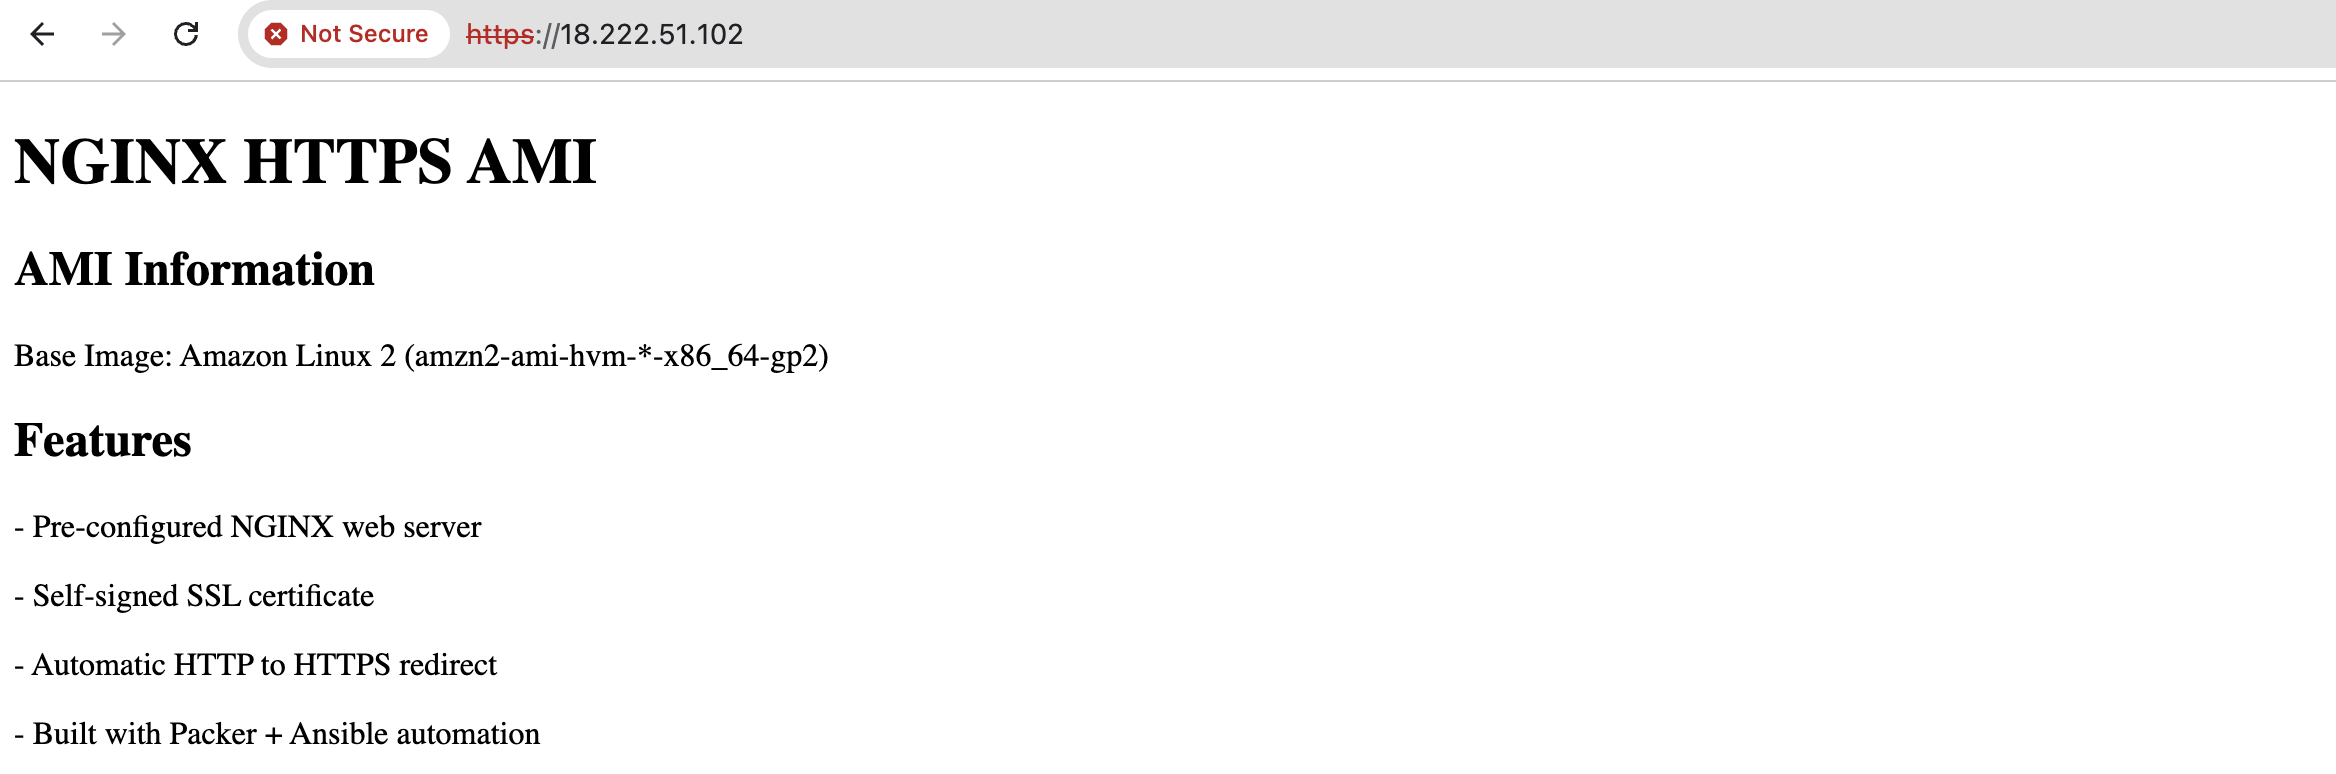 Not Secure https://18.222.51.102
NGINX HTTPS AMI
AMI Information
Base Image: Amazon Linux 2 (amzn2-ami-hvm-*-x86_64-gp2)
Features
- Pre-configured NGINX web server
- Self-signed SSL certificate
- Automatic HTTP to HTTPS redirect
- Built with Packer + Ansible automation